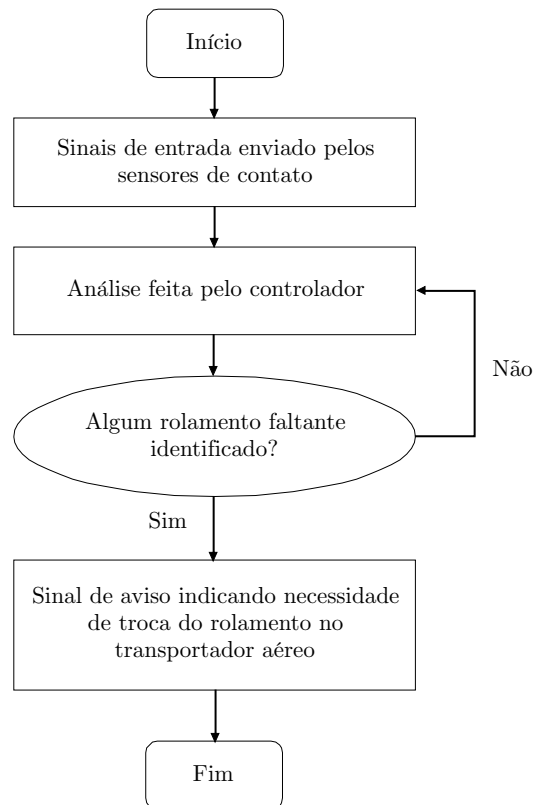 Início
Sinais de entrada enviado pelos
sensores de contato
Análise feita pelo controlador
Não
Algum rolamento faltante
identificado?
Sim
Sinal de aviso indicando necessidade
de troca do rolamento no
transportador aéreo
Fim